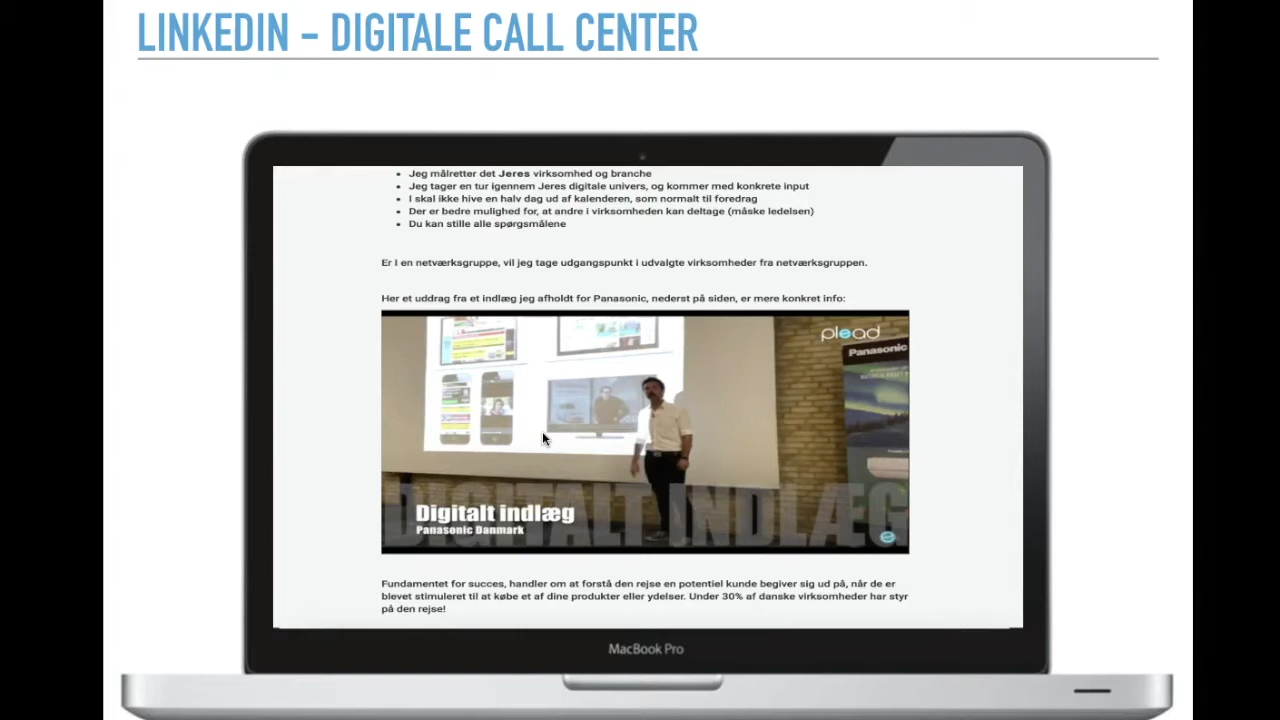 LINKEDIN - DIGITALE CALL CENTER
• Jeg målretter det Jeres virksomhed og branche
• Jeg tager en tur igennem Jeres digitale univers, og kommer med konkrete input
• I skal ikke hive en halv dag ud af kalenderen, som normalt til foredrag
• Der er bedre mulighed for, at andre i virksomheden kan deltage (måske ledelsen)
• Du kan stille alle spørgsmålene
Er I en netværksgruppe, vil jeg tage udgangspunkt i udvalgte virksomheder fra netværksgruppen.
Her et uddrag fra et indlæg jeg afholdt for Panasonic, nederst på siden, er mere konkret info:
plead
Panasonic
DIGITALT INDLÆG
Digitalt indlæg
Panasonic Danmark
Fundamentet for succes, handler om at forstå den rejse en potentiel kunde begiver sig ud på, når de er
blevet stimuleret til at købe et af dine produkter eller ydelser. Under 30% af danske virksomheder har styr
på den rejse!
MacBook Pro